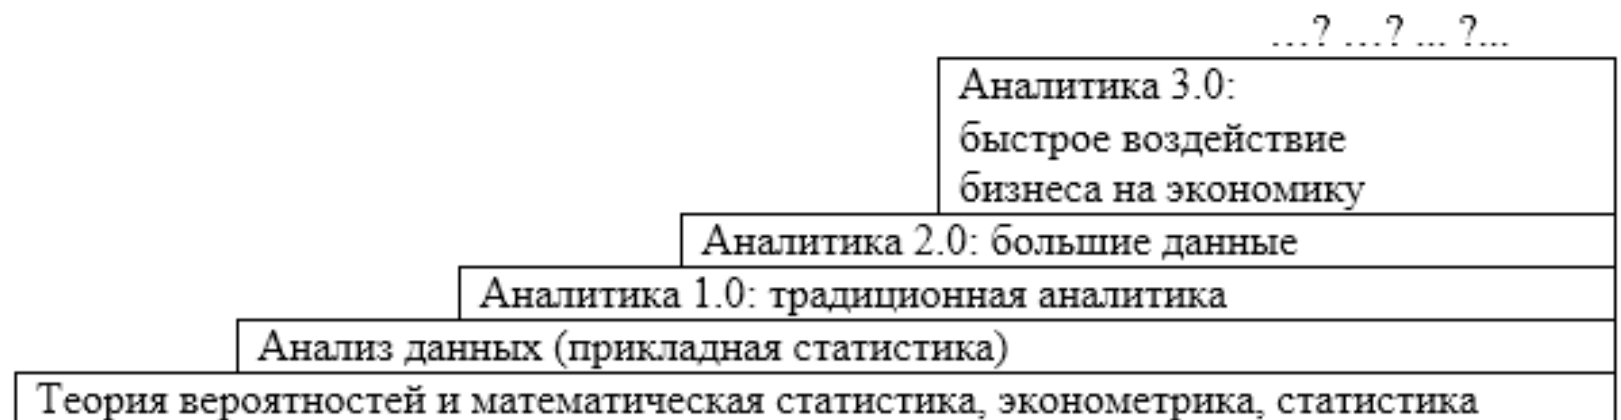 ...? ...? ... ?...
Аналитика 3.0:
быстрое воздействие
бизнеса на экономику
Аналитика 2.0: большие данные
Аналитика 1.0: традиционная аналитика
Анализ данных (прикладная статистика)
Теория вероятностей и математическая статистика, эконометрика, статистика